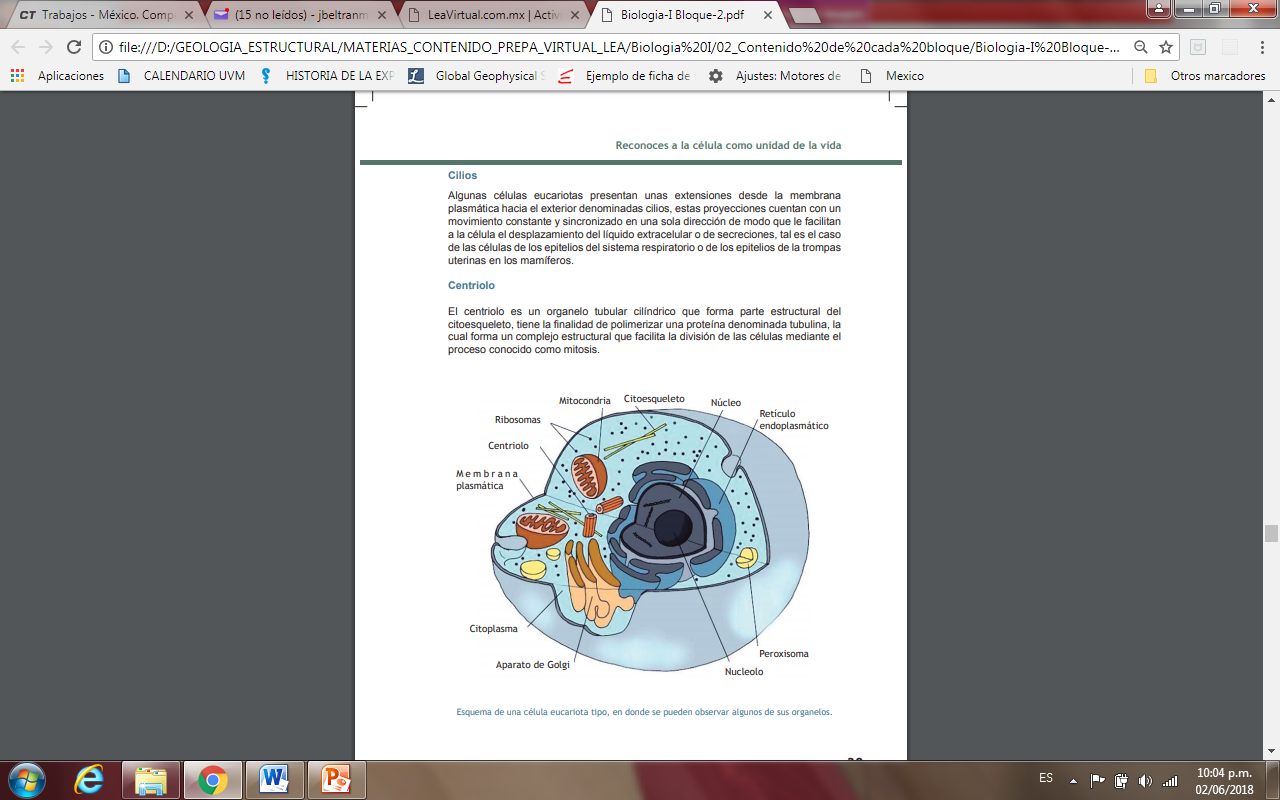 CT Trabajos - México. Comp
(15 no leídos) - jbeltranm
LeaVirtual.com.mx | Activi
Biologia-I Bloque-2.pdf
file:///D:/GEOLOGIA_ESTRUCTURAL/MATERIAS_CONTENIDO_PREPA_VIRTUAL_LEA/Biologia%20I/02_Contenido%20de%20cada%20bloque/Biologia-I%20Bloque-...
Aplicaciones
CALENDARIO UVM
HISTORIA DE LA EXP
Global Geophysical S
Ejemplo de ficha de
Ajustes: Motores de
Mexico
Otros marcadores
Reconoces a la célula como unidad de la vida
Cilios
Algunas células eucariotas presentan unas extensiones desde la membrana
plasmática hacia el exterior denominadas cilios, estas proyecciones cuentan con un
movimiento constante y sincronizado en una sola dirección de modo que le facilitan
a la célula el desplazamiento del líquido extracelular o de secreciones, tal es el caso
de las células de los epitelios del sistema respiratorio o de los epitelios de la trompas
uterinas en los mamíferos.
Centriolo
El centriolo es un organelo tubular cilíndrico que forma parte estructural del
citoesqueleto, tiene la finalidad de polimerizar una proteína denominada tubulina, la
cual forma un complejo estructural que facilita la división de las células mediante el
proceso conocido como mitosis.
Mitocondria
Citoesqueleto
Núcleo
Retículo
endoplasmático
Ribosomas
Centriolo
Membrana
plasmática
Citoplasma
Aparato de Golgi
Nucleolo
Peroxisoma
Esquema de una célula eucariota tipo, en donde se pueden observar algunos de sus organelos.
ES
10:04 p.m.
02/06/2018